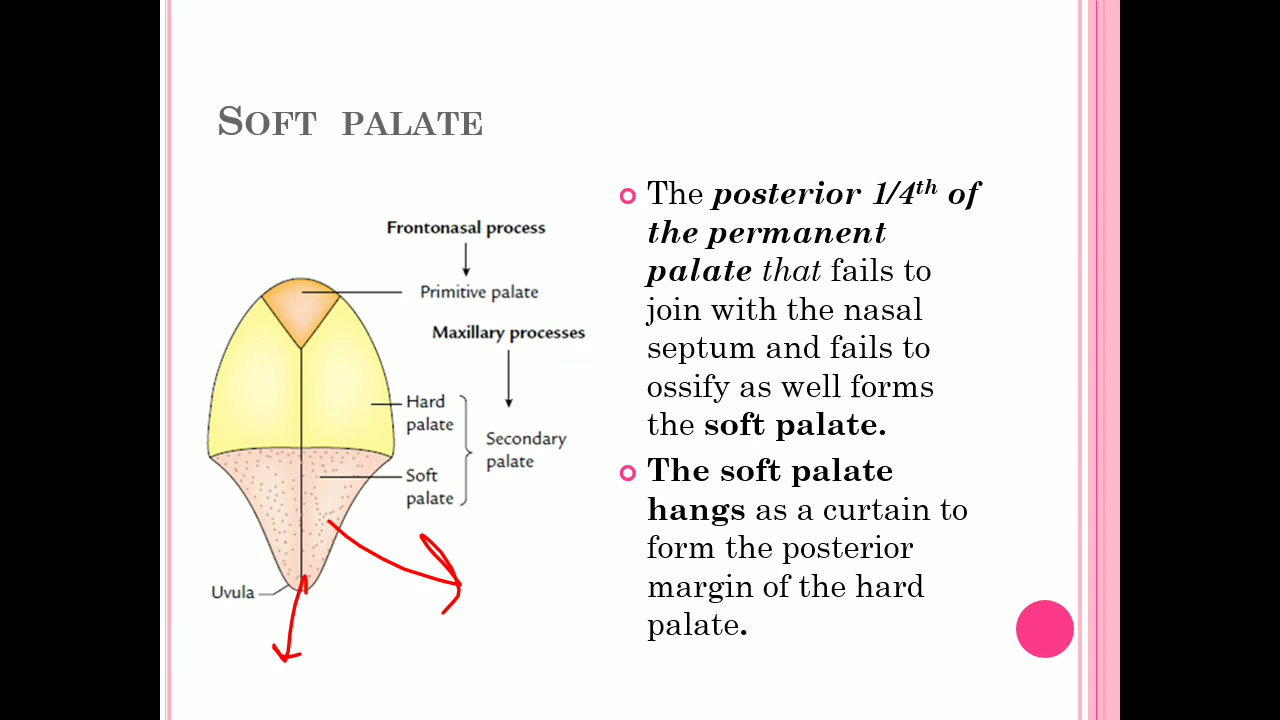 SOFT PALATE
Frontonasal process
Primitive palate
Maxillary processes
Hard
palate
Secondary
palate
Soft
palate
Uvula
The posterior 1/4th of
the permanent
palate that fails to
join with the nasal
septum and fails to
ossify as well forms
the soft palate.
The soft palate
hangs as a curtain to
form the posterior
margin of the hard
palate.